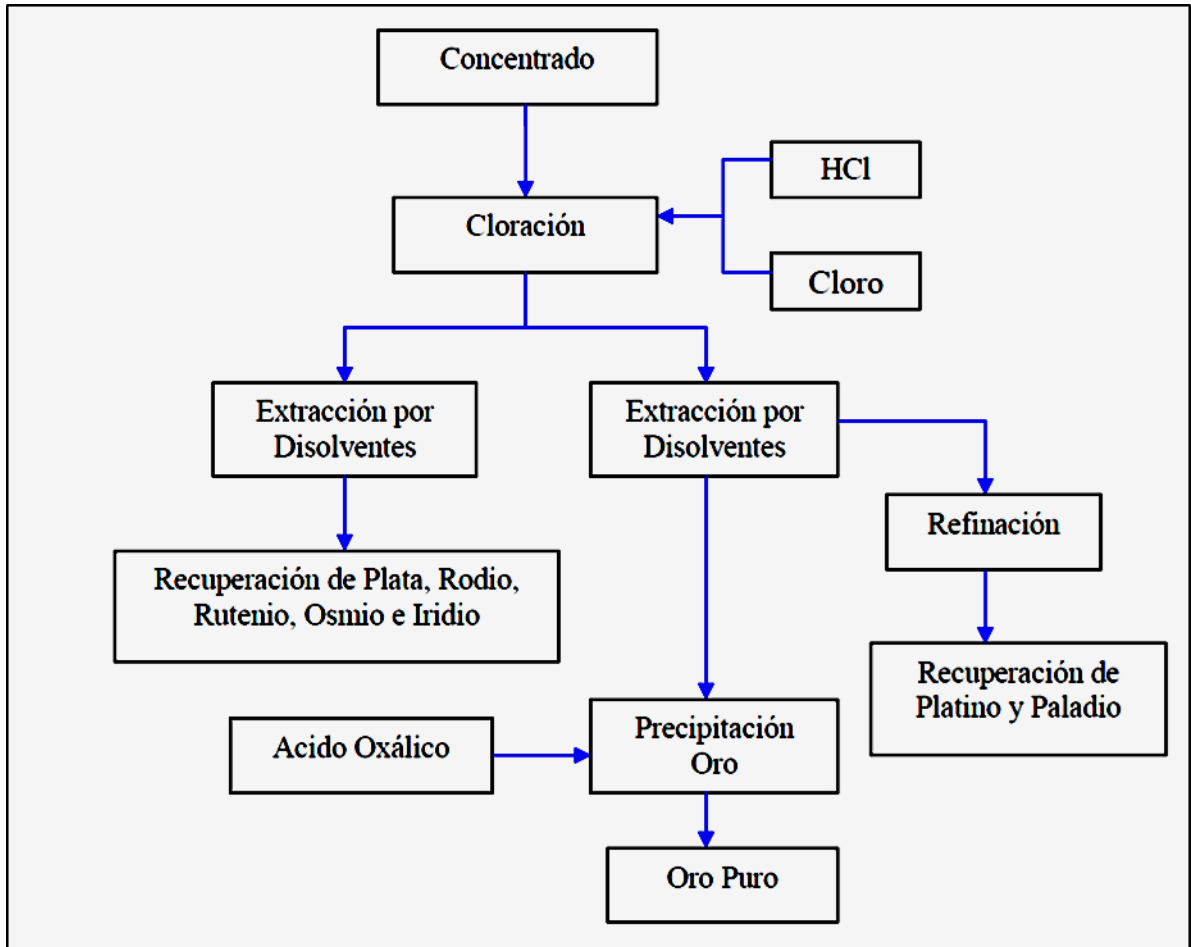 Concentrado
HCl
Cloración
Cloro
Extracción por
Disolventes
Extracción por
Disolventes
Refinación
Recuperación de Plata, Rodio,
Rutenio, Osmio e Iridio
Recuperación de
Platino y Paladio
Acido Oxálico
Precipitación
Oro
Oro Puro